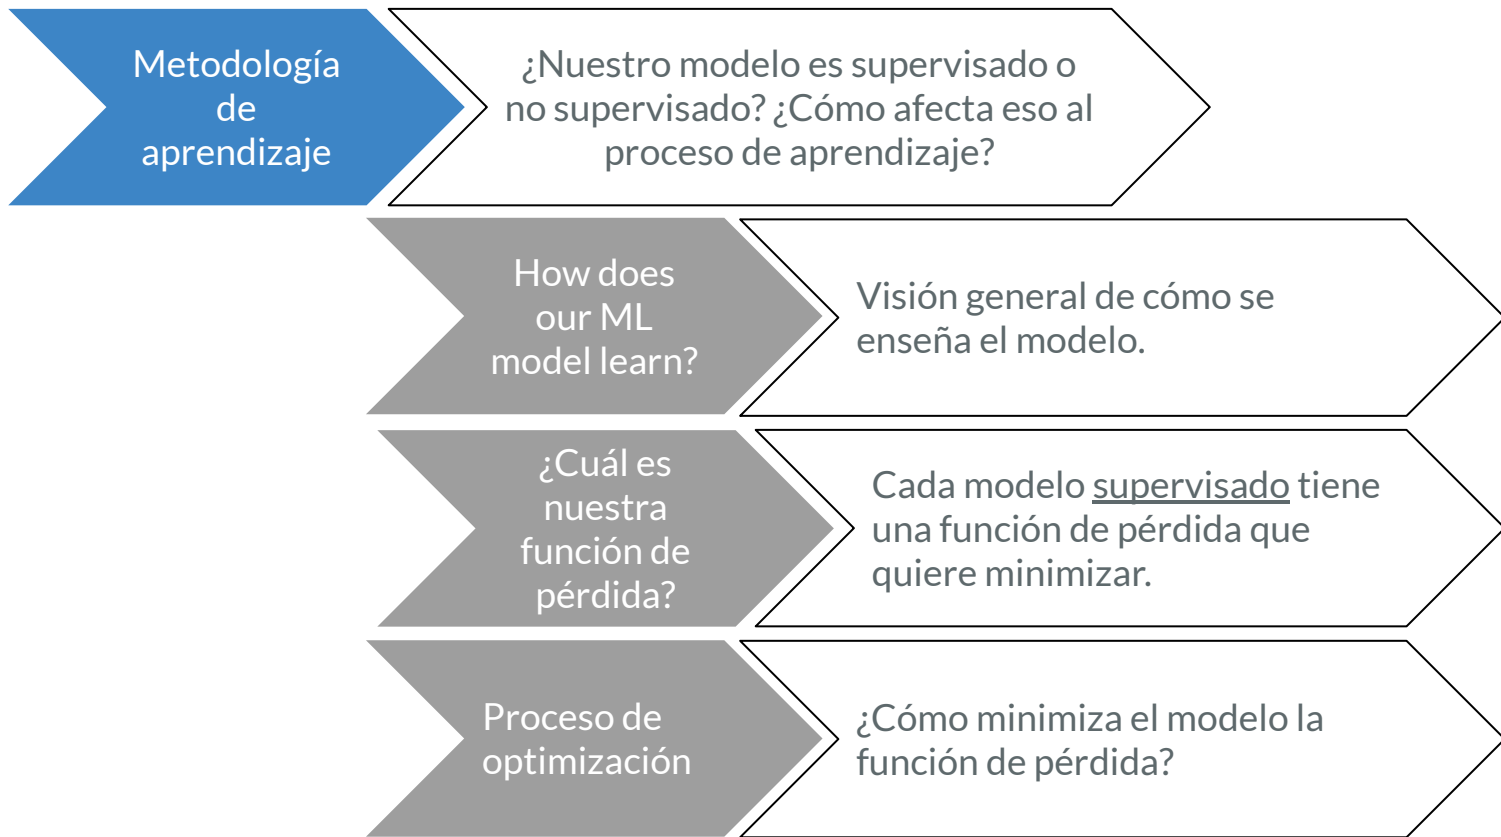 Metodología
de
aprendizaje
¿Nuestro modelo es supervisado o
no supervisado? ¿Cómo afecta eso al
proceso de aprendizaje?
How does
our ML
model learn?
Visión general de cómo se
enseña el modelo.
¿Cuál es
nuestra
función de
pérdida?
Cada modelo supervisado tiene
una función de pérdida que
quiere minimizar.
Proceso de
optimización
¿Cómo minimiza el modelo la
función de pérdida?